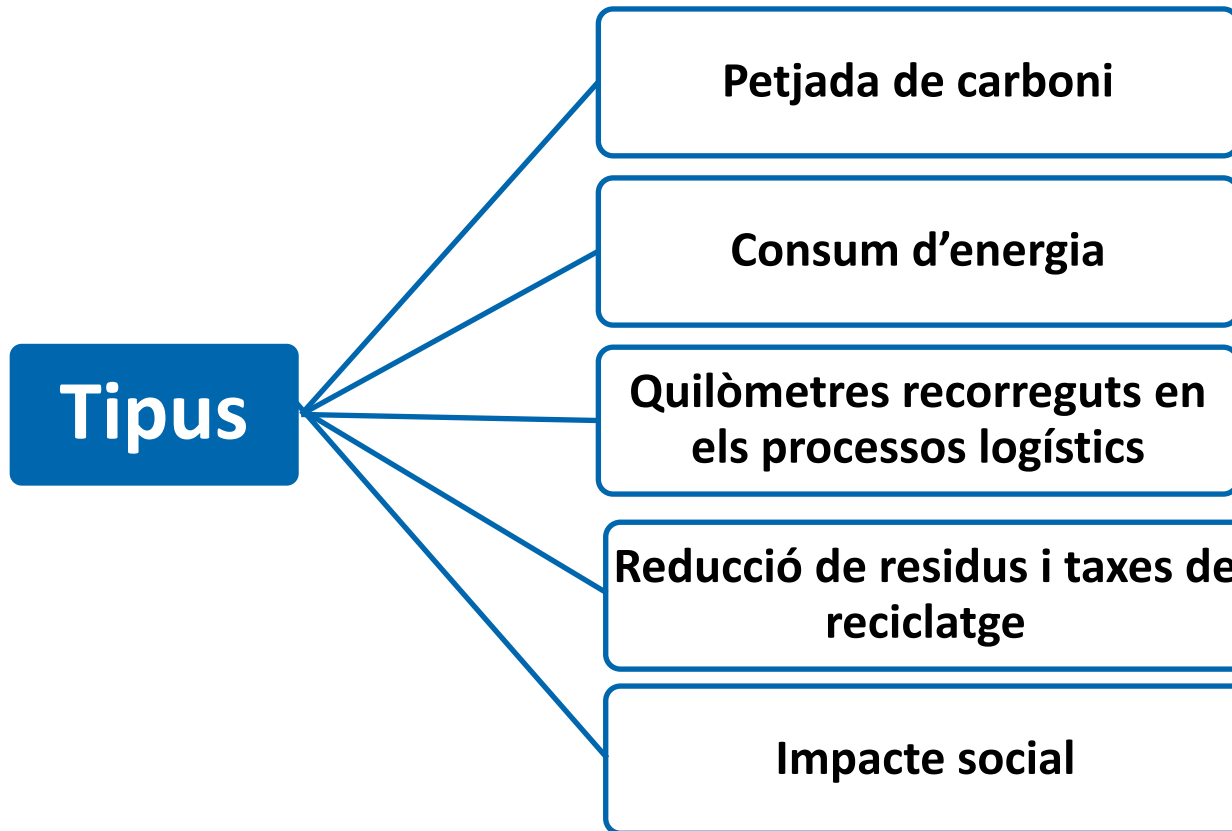 Petjada de carboni
Consum d’energia
Tipus
Quilòmetres recorreguts en
els processos logístics
Reducció de residus i taxes de
reciclatge
Impacte social